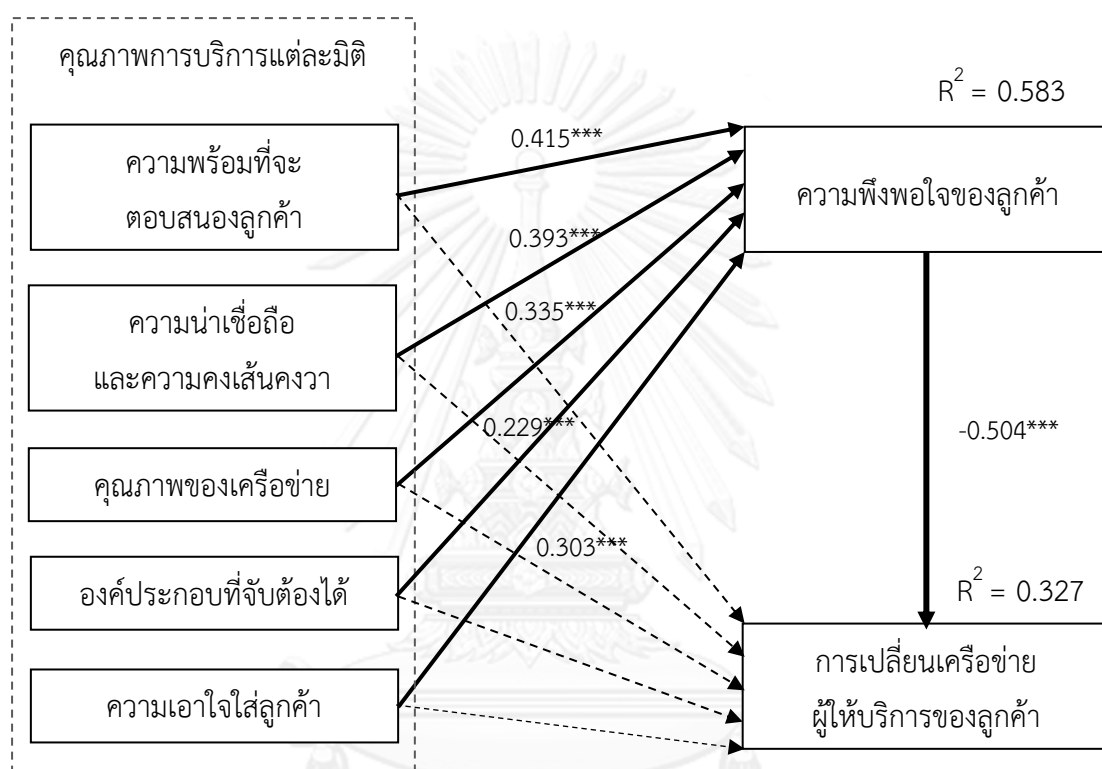 คุณภาพการบริการแต่ละมิติ
R2 = 0.583
ความพร้อมที่จะ
ตอบสนองลูกค้า
0.415***
ความพึงพอใจของลูกค้า
0.393***
ความน่าเชื่อถือ
และความคงเส้นคงวา
0.335***
0.229***
-0.504***
คุณภาพของเครือข่าย
0.303***
องค์ประกอบที่จับต้องได้
R2 = 0.327
การเปลี่ยนเครือข่าย
ผู้ให้บริการของลูกค้า
ความเอาใจใส่ลูกค้า